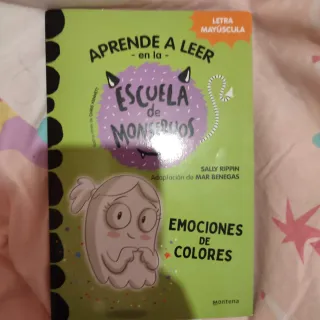 LETRA
MAYÚSCULA
APRENDE A LEER
- en la -
ESCUELA
de
MONSTRUOS
SALLY RIPPIN
Adaptación de MAR BENEGAS
EMOCIONES
DE
COLORES
montena